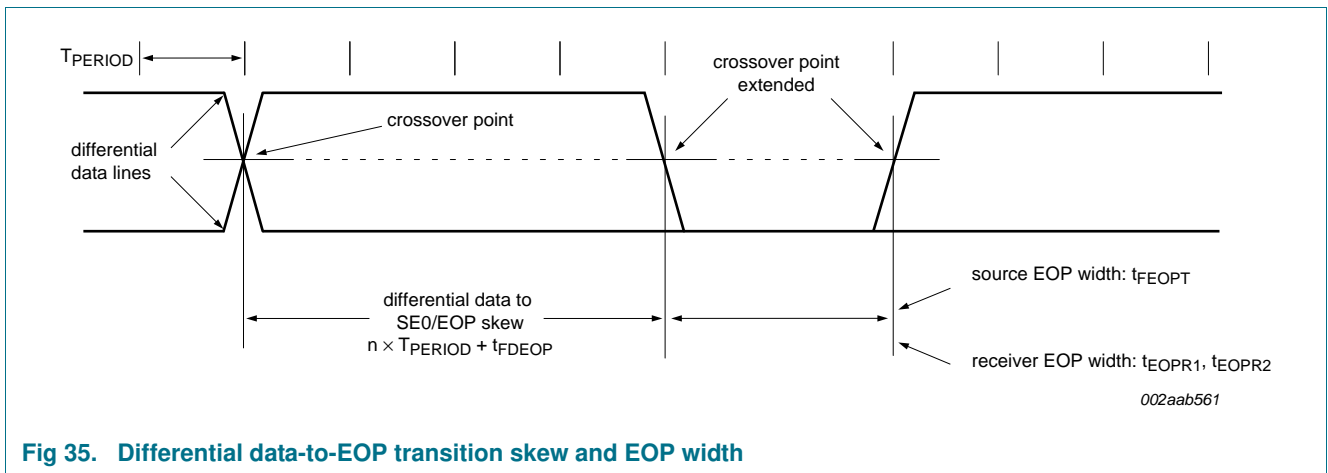 TPERIOD
crossover point
extended
crossover point
differential
data lines
source EOP width: tFEOPT
differential data to
SE0/EOP skew
n × TPERIOD + tFDEOP
receiver EOP width: tEOPR1, tEOPR2
002aab561
Fig 35. Differential data-to-EOP transition skew and EOP width